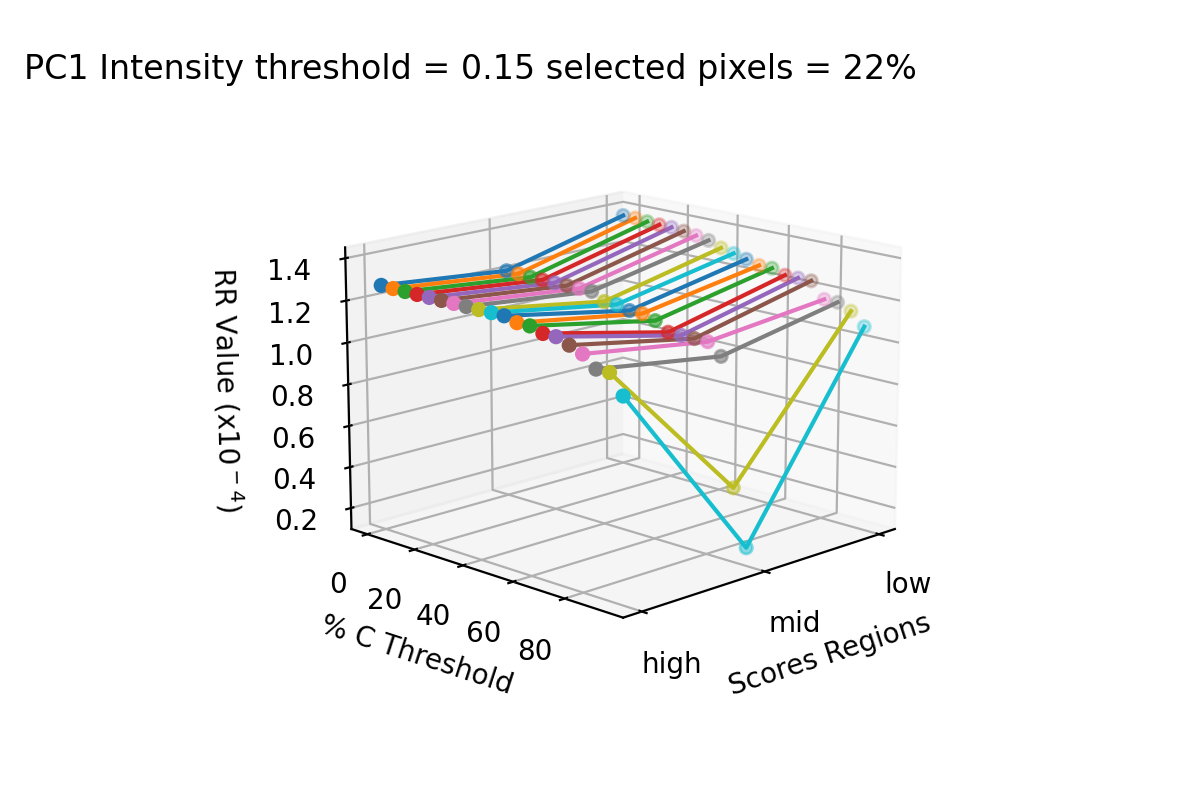 PC1 Intensity threshold = 0.15 selected pixels = 22%
1.4
1.2
1.0
0.8
0.6
0.4
0.2
RR Value (x10⁻⁴)
0
20
40
60
80
% C Threshold
high
mid
low
Scores Regions